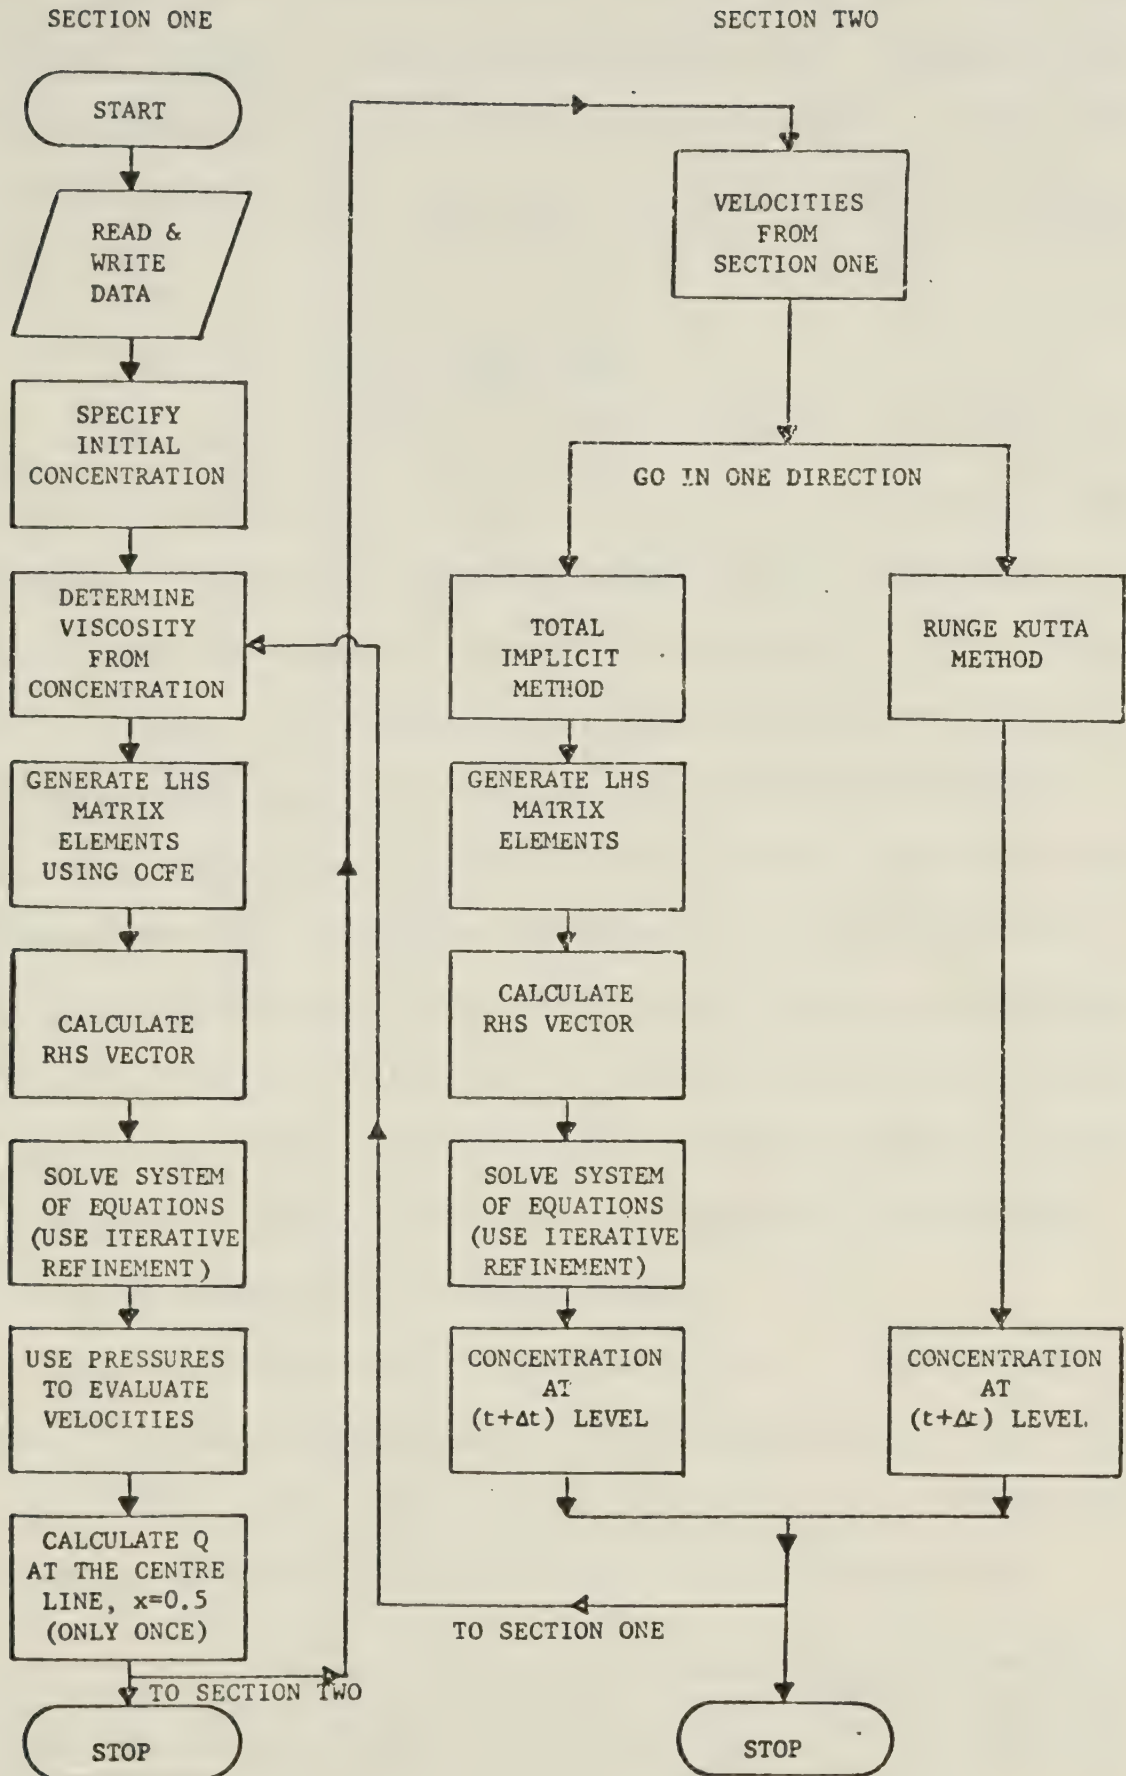 SECTION ONE
START
READ &
WRITE
DATA
SPECIFY
INITIAL
CONCENTRATION
DETERMINE
VISCOSITY
FROM
CONCENTRATION
GENERATE LHS
MATRIX
ELEMENTS
USING OCFE
CALCULATE
RHS VECTOR
SOLVE SYSTEM
OF EQUATIONS
(USE ITERATIVE
REFINEMENT)
USE PRESSURES
TO EVALUATE
VELOCITIES
CALCULATE Q
AT THE CENTRE
LINE, x=0.5
(ONLY ONCE)
TO SECTION TWO
STOP
SECTION TWO
VELOCITIES
FROM
SECTION ONE
GO IN ONE DIRECTION
TOTAL
IMPLICIT
METHOD
GENERATE LHS
MATRIX
ELEMENTS
CALCULATE
RHS VECTOR
SOLVE SYSTEM
OF EQUATIONS
(USE ITERATIVE
REFINEMENT)
CONCENTRATION
AT
(t+Δt) LEVEL
RUNGE KUTTA
METHOD
CONCENTRATION
AT
(t+Δt) LEVEL
TO SECTION ONE
STOP